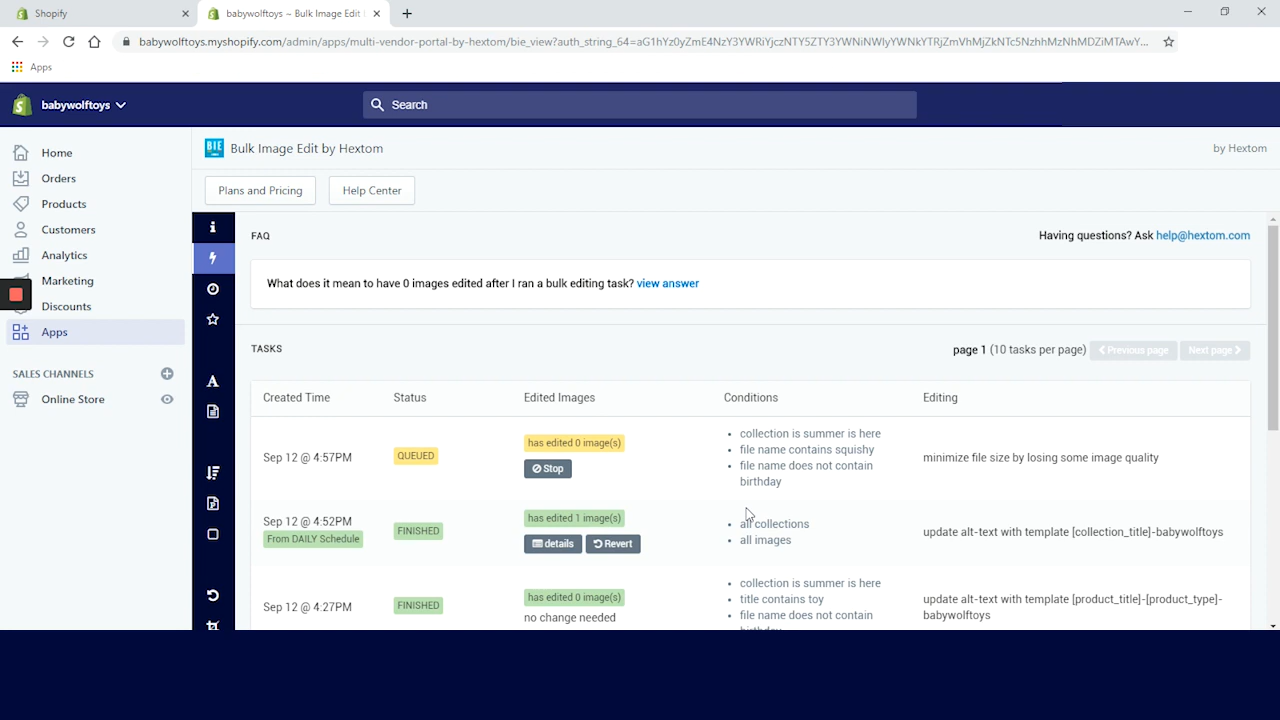 Shopify
babywolftoys ~ Bulk Image Edit
babywolftoys.myshopify.com/admin/apps/multi-vendor-portal-by-hextom/bie_view?auth_string_64=
Apps
babywolftoys
Search
Home
Orders
Products
Customers
Analytics
Marketing
Discounts
Apps
SALES CHANNELS
Online Store
BIE
Bulk Image Edit by Hextom
by Hextom
Plans and Pricing
Help Center
FAQ
Having questions? Ask help@hextom.com
What does it mean to have 0 images edited after I ran a bulk editing task? view answer
TASKS
page 1 (10 tasks per page)
Previous page
Next page
Created Time
Status
Edited Images
Conditions
Editing
Sep 12 @ 4:57PM
QUEUED
has edited 0 image(s)
Stop
• collection is summer is here
• file name contains squishy
• file name does not contain
birthday
minimize file size by losing some image quality
Sep 12 @ 4:52PM
From DAILY Schedule
FINISHED
has edited 1 image(s)
details
Revert
• all collections
• all images
update alt-text with template [collection_title]-babywolftoys
Sep 12 @ 4:27PM
FINISHED
has edited 0 image(s)
no change needed
• collection is summer is here
• title contains toy
• file name does not contain
birthday
update alt-text with template [product_title]-[product_type]-
babywolftoys